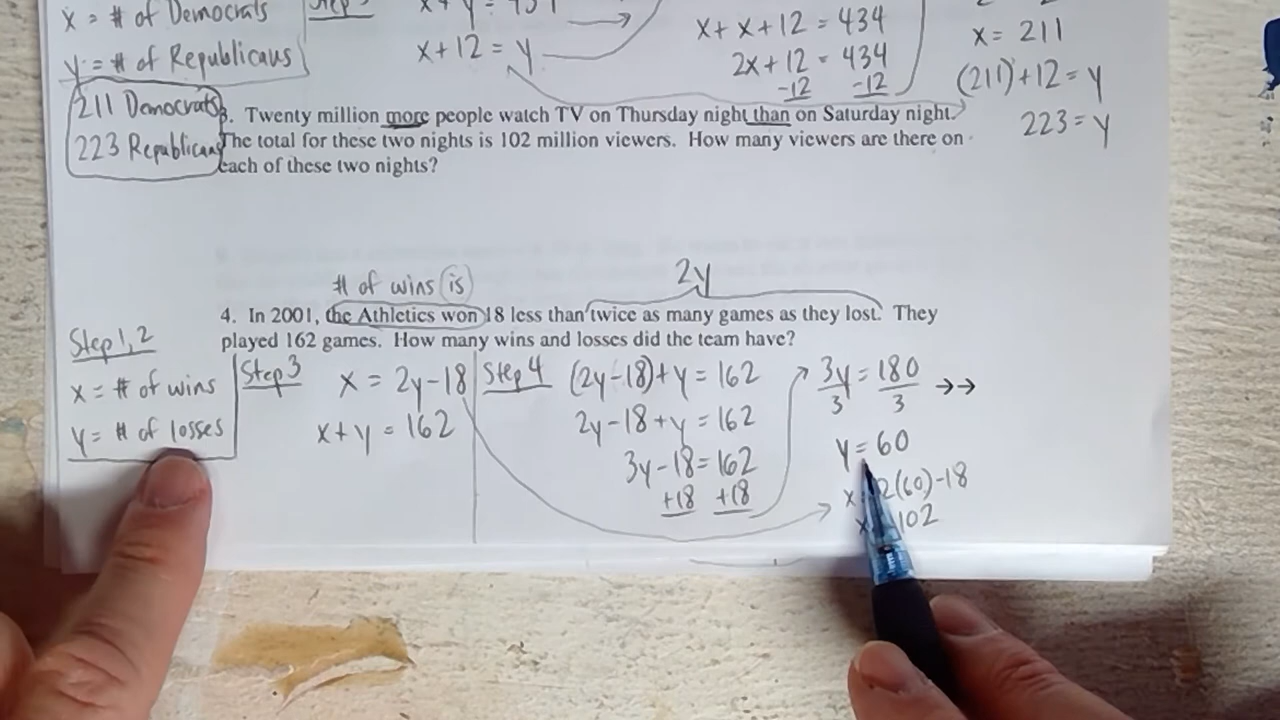 x = # of Democrats
y = # of Republicans
x + 12 = y
x + x + 12 = 434
2x + 12 = 434
-12 -12
x = 211
(211) + 12 = y
223 = y
211 Democrats
223 Republicans
3. Twenty million more people watch TV on Thursday night than on Saturday night.
The total for these two nights is 102 million viewers. How many viewers are there on
each of these two nights?
# of wins is
2y
4. In 2001, the Athletics won 18 less than twice as many games as they lost. They
played 162 games. How many wins and losses did the team have?
Step 1, 2
x = # of wins
y = # of losses
Step 3
x = 2y - 18
x + y = 162
Step 4
(2y - 18) + y = 162
2y - 18 + y = 162
3y - 18 = 162
+18 +18
3y = 180
3 3
y = 60
x = 2(60) - 18
x 102